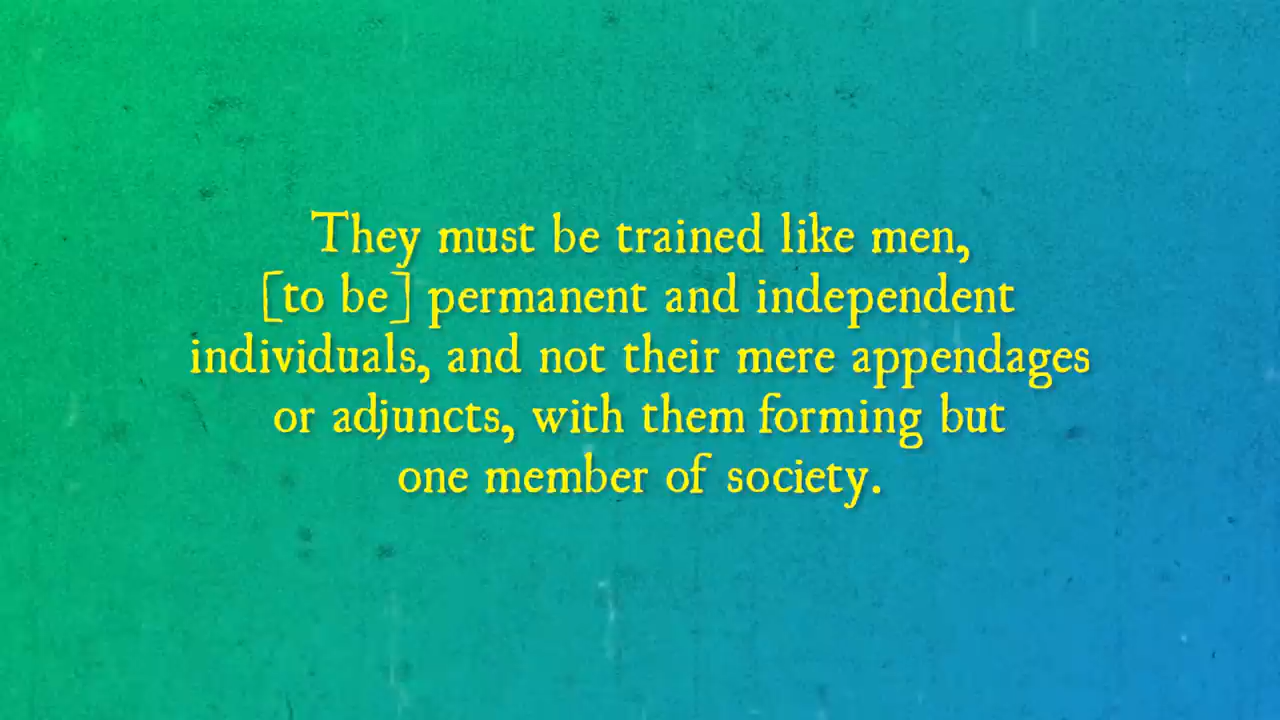 They must be trained like men,
[to be] permanent and independent
individuals, and not their mere appendages
or adjuncts, with them forming but
one member of society.